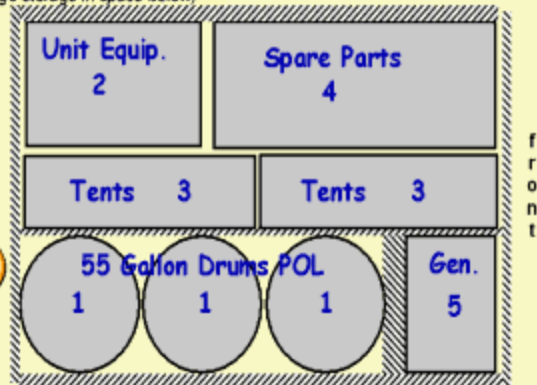 Unit Equip.
2
Spare Parts
4
Tents 3
Tents 3
55 Gallon Drums POL
1 1 1
Gen.
5
front